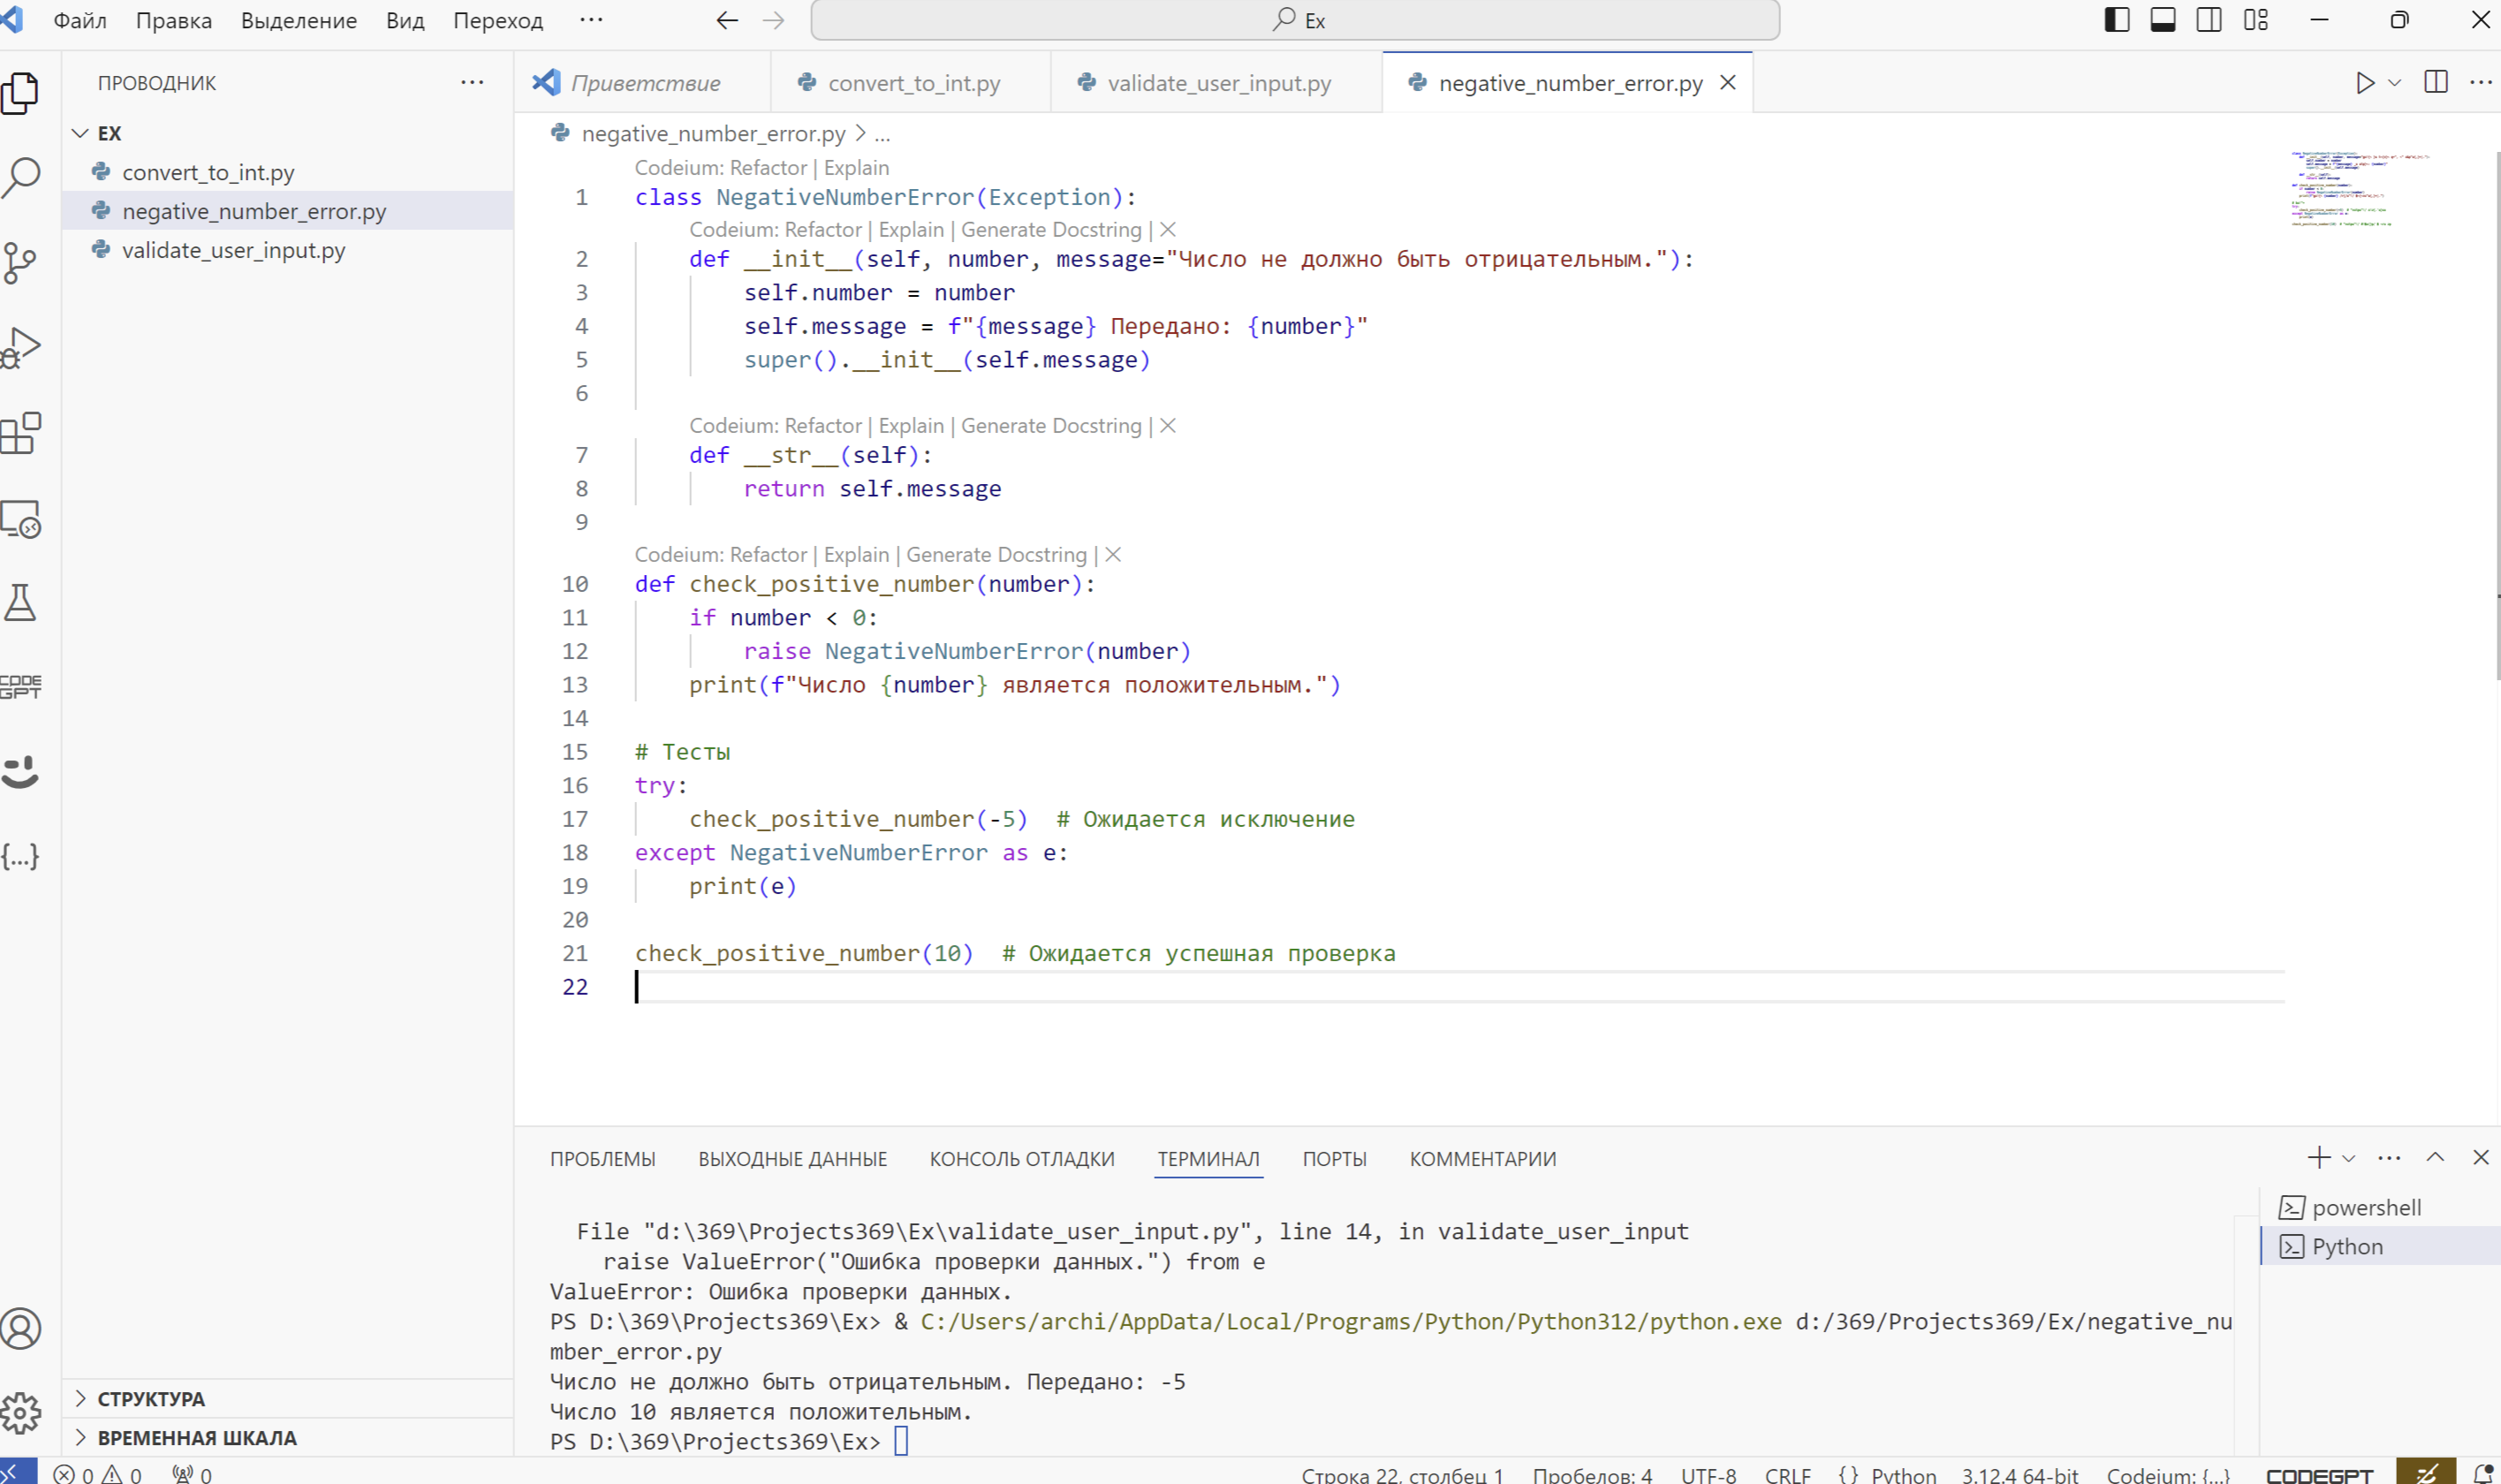 Файл Правка Выделение Вид Переход ··· Ex
ПРОВОДНИК ···
EX
convert_to_int.py
negative_number_error.py
validate_user_input.py
СТРУКТУРА
ВРЕМЕННАЯ ШКАЛА
CODE GPT
Приветствие convert_to_int.py validate_user_input.py negative_number_error.py
negative_number_error.py > ...
Codeium: Refactor | Explain
1 class NegativeNumberError(Exception):
Codeium: Refactor | Explain | Generate Docstring | ×
2 def __init__(self, number, message="Число не должно быть отрицательным."):
3 self.number = number
4 self.message = f"{message} Передано: {number}"
5 super().__init__(self.message)
6
Codeium: Refactor | Explain | Generate Docstring | ×
7 def __str__(self):
8 return self.message
9
Codeium: Refactor | Explain | Generate Docstring | ×
10 def check_positive_number(number):
11 if number < 0:
12 raise NegativeNumberError(number)
13 print(f"Число {number} является положительным.")
14
15 # Тесты
16 try:
17 check_positive_number(-5) # Ожидается исключение
18 except NegativeNumberError as e:
19 print(e)
20
21 check_positive_number(10) # Ожидается успешная проверка
22
ПРОБЛЕМЫ ВЫХОДНЫЕ ДАННЫЕ КОНСОЛЬ ОТЛАДКИ ТЕРМИНАЛ ПОРТЫ КОММЕНТАРИИ
File "d:\369\Projects369\Ex\validate_user_input.py", line 14, in validate_user_input
raise ValueError("Ошибка проверки данных.") from e
ValueError: Ошибка проверки данных.
PS D:\369\Projects369\Ex> & C:/Users/archi/AppData/Local/Programs/Python/Python312/python.exe d:/369/Projects369/Ex/negative_nu
mber_error.py
Число не должно быть отрицательным. Передано: -5
Число 10 является положительным.
PS D:\369\Projects369\Ex>
powershell
Python
0 0 0 Строка 22, столбец 1 Пробелов: 4 UTF-8 CRLF {} Python 3.12.4 64-bit Codeium: {...} CODEGPT